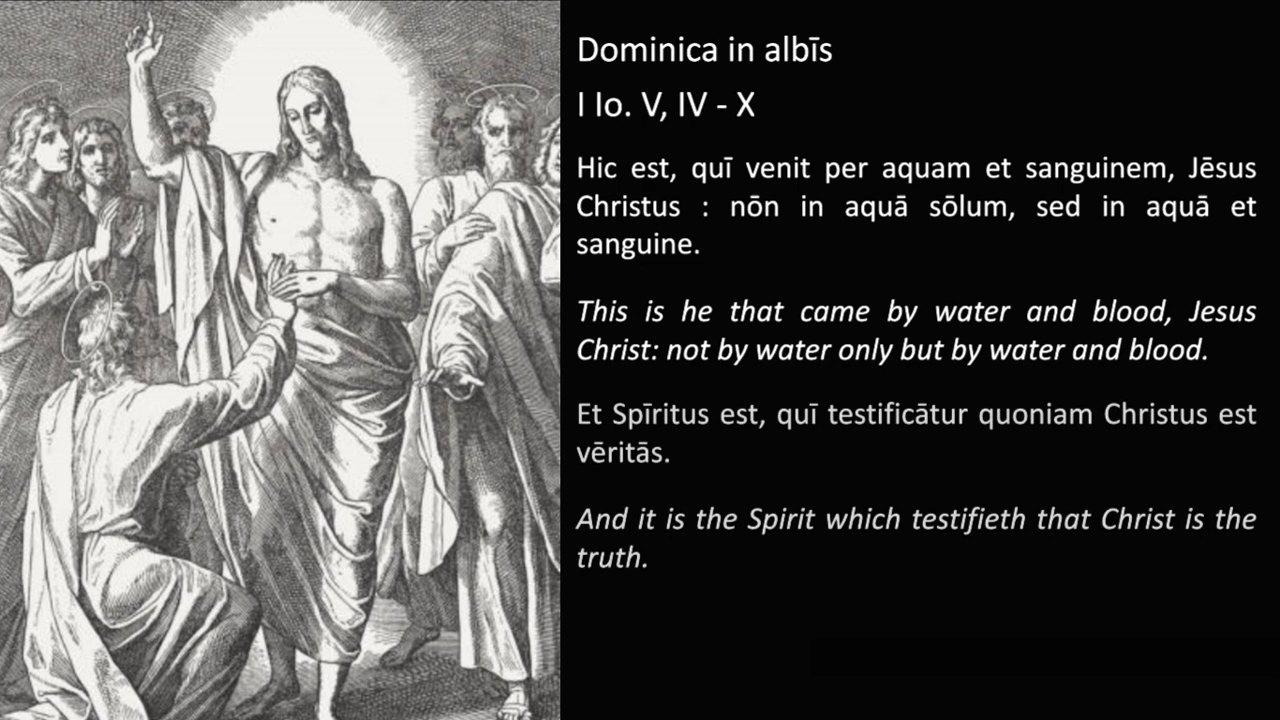 Dominica in albīs
I Io. V, IV - X
Hic est, quī venit per aquam et sanguinem, Jēsus
Christus : nōn in aquā sōlum, sed in aquā et
sanguine.
This is he that came by water and blood, Jesus
Christ: not by water only but by water and blood.
Et Spīritus est, quī testificātur quoniam Christus est
vēritās.
And it is the Spirit which testifieth that Christ is the
truth.